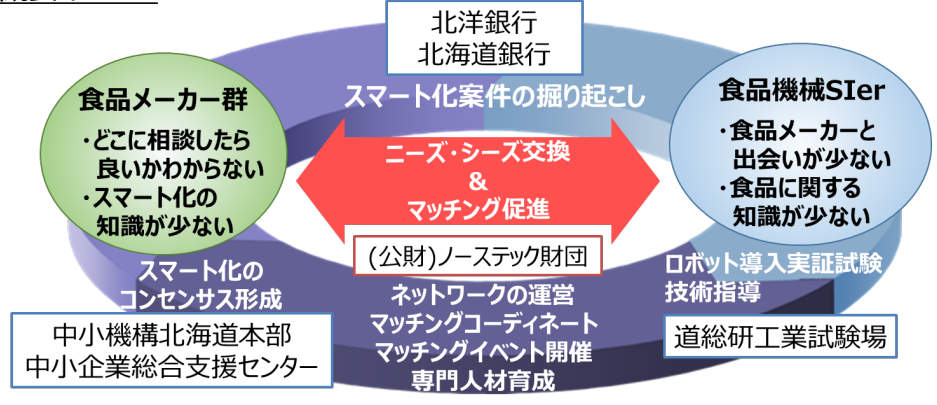 北洋銀行
北海道銀行
スマート化案件の掘り起こし
食品メーカー群
・どこに相談したら
良いかわからない
・スマート化の
知識が少ない
ニーズ・シーズ交換
&
マッチング促進
食品機械SIer
・食品メーカーと
出会いが少ない
・食品に関する
知識が少ない
(公財)ノーステック財団
ネットワークの運営
マッチングコーディネート
マッチングイベント開催
専門人材育成
スマート化の
コンセンサス形成
中小機構北海道本部
中小企業総合支援センター
ロボット導入実証試験
技術指導
道総研工業試験場